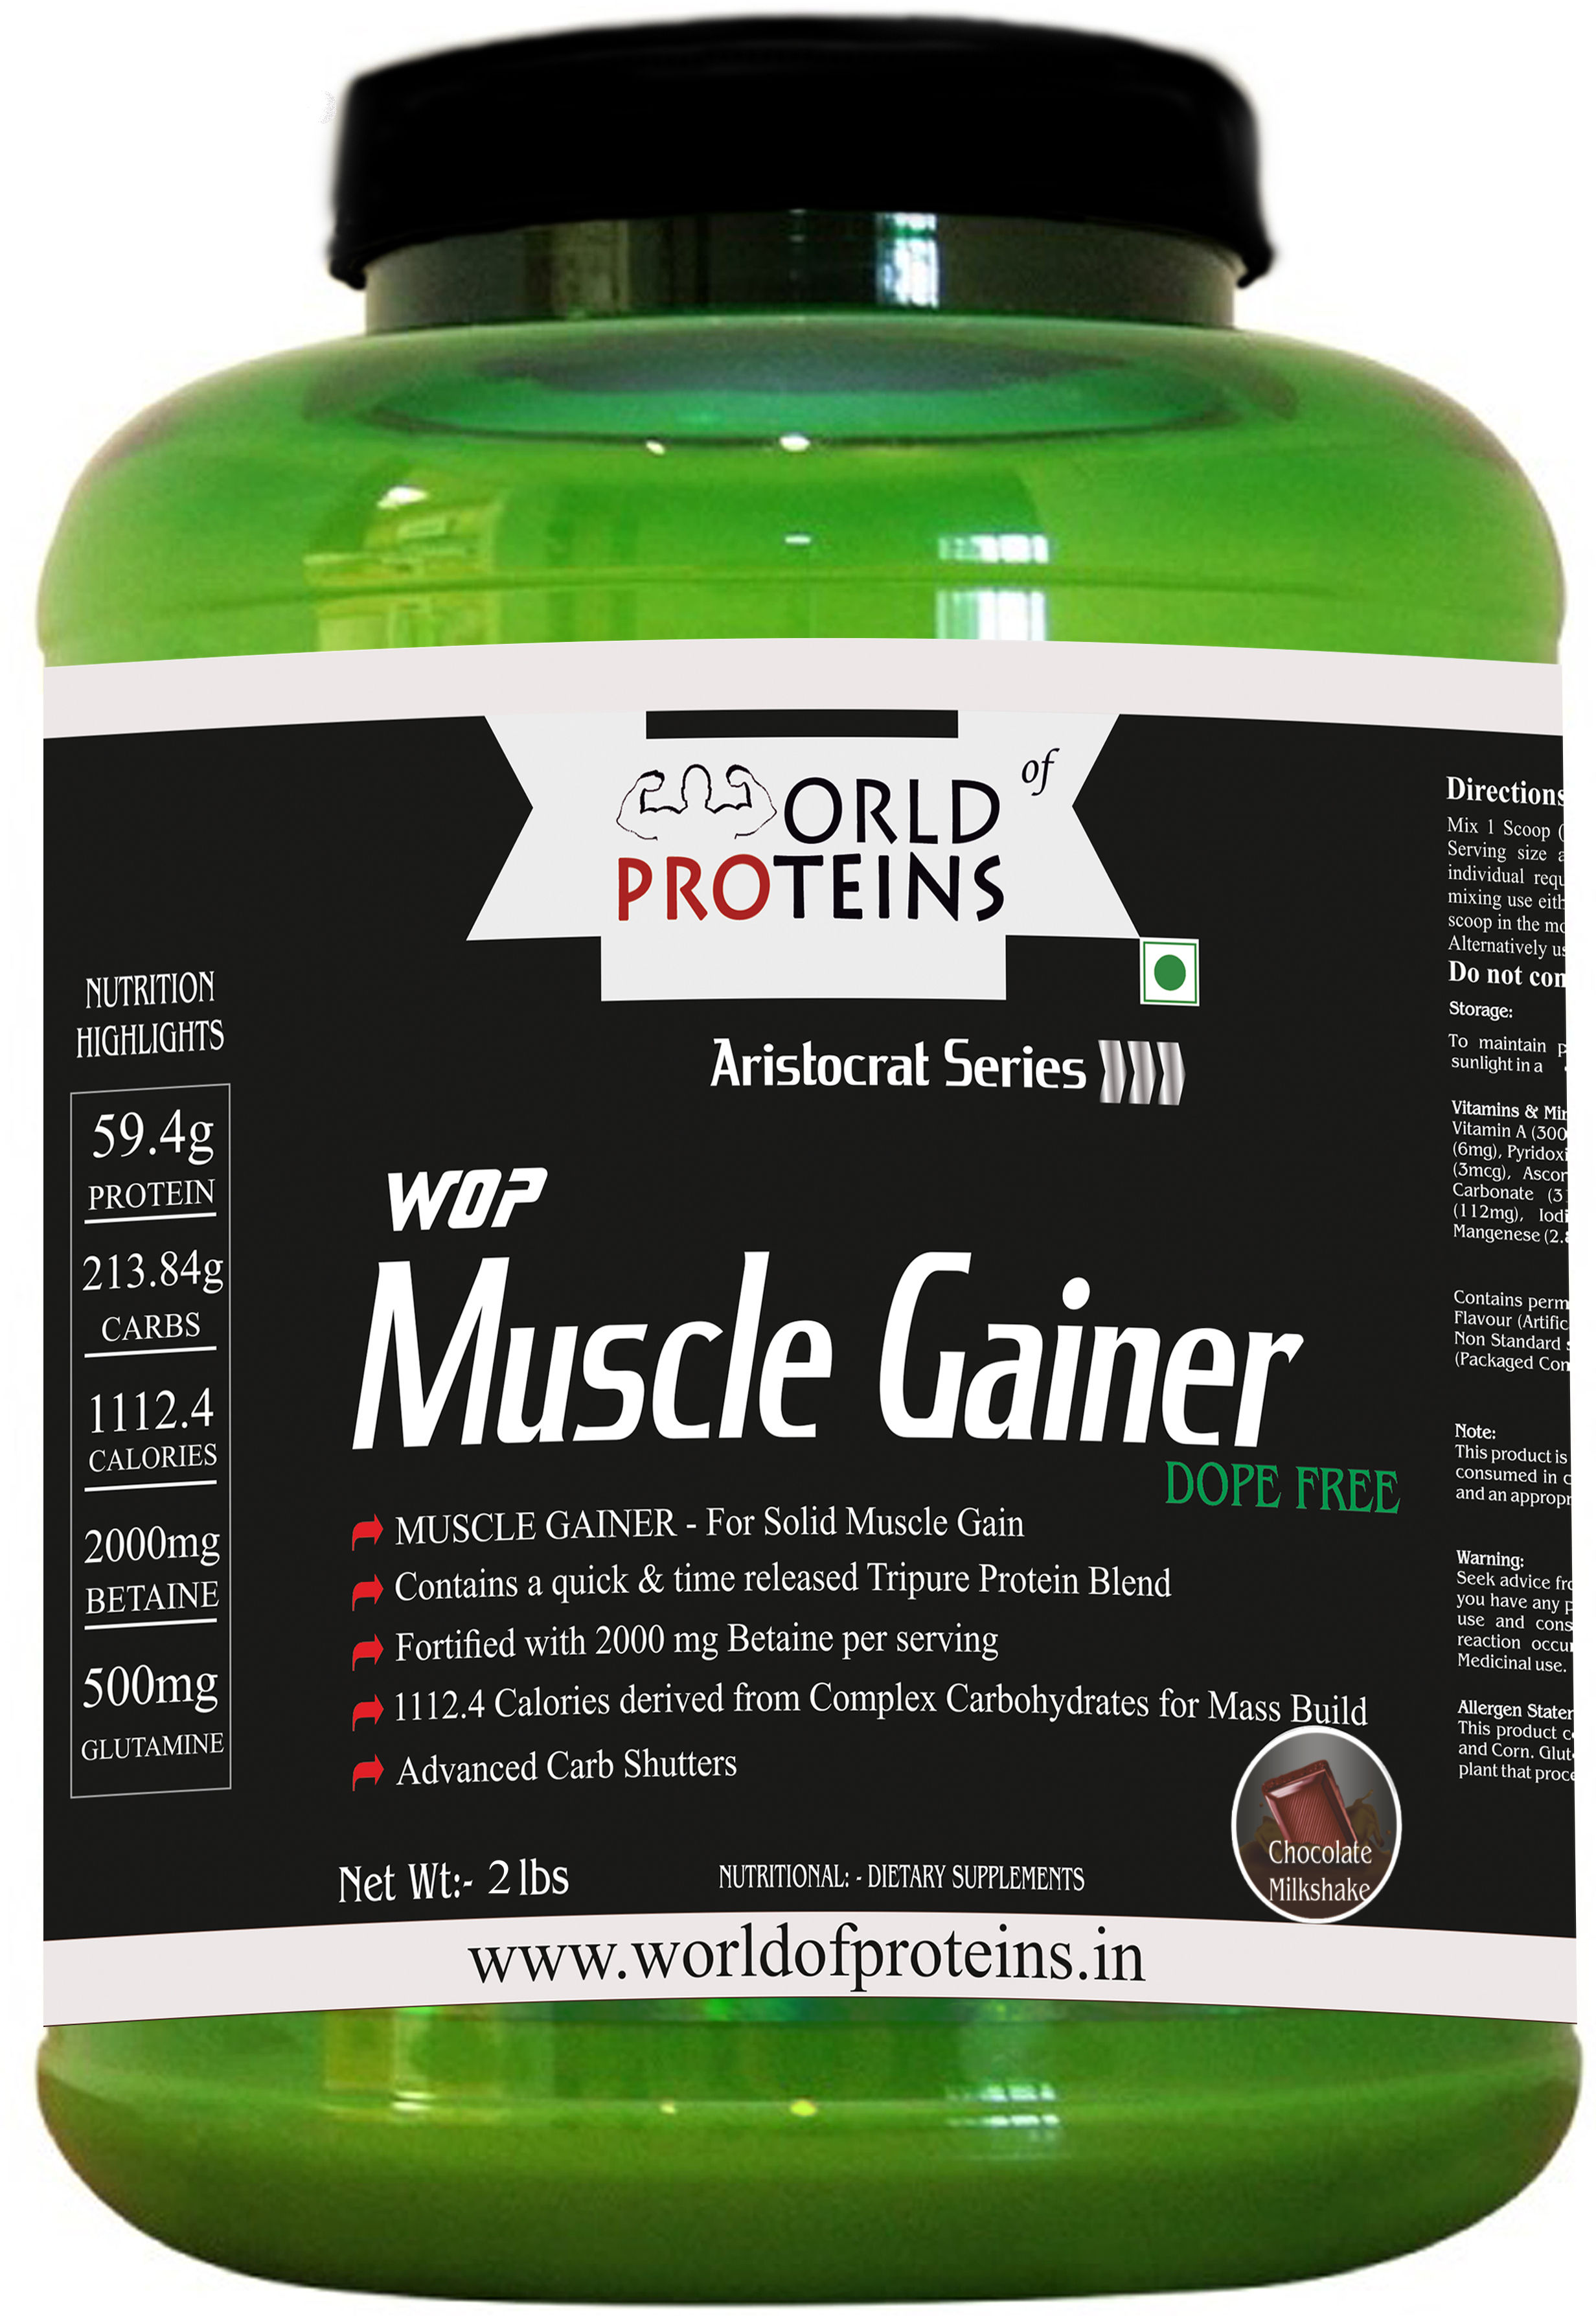 WORLD of
PROTEINS
Aristocrat Series
WOP
Muscle Gainer
DOPE FREE
MUSCLE GAINER - For Solid Muscle Gain
Contains a quick & time released Tripure Protein Blend
Fortified with 2000 mg Betaine per serving
1112.4 Calories derived from Complex Carbohydrates for Mass Build
Advanced Carb Shutters
Net Wt:- 2 lbs
NUTRITIONAL: - DIETARY SUPPLEMENTS
Chocolate
Milkshake
www.worldofproteins.in
NUTRITION
HIGHLIGHTS
59.4g
PROTEIN
213.84g
CARBS
1112.4
CALORIES
2000mg
BETAINE
500mg
GLUTAMINE
Directions
Mix 1 Scoop (
Serving size
individual
mixing use
scoop in the
Alternatively
Do not
Storage:
To maintain
sunlight in a
Vitamins &
Vitamin A (300
(6mg),
(3mcg),
Carbonate (3
(112mg),
Mangenese (2.
Contains
Flavour
Non Standard
(Packaged
Note:
This product is
consumed in
and an
Warning:
Seek advice
you have any
use and
reaction
Medicinal use.
Allergen
This product
and Corn.
plant that